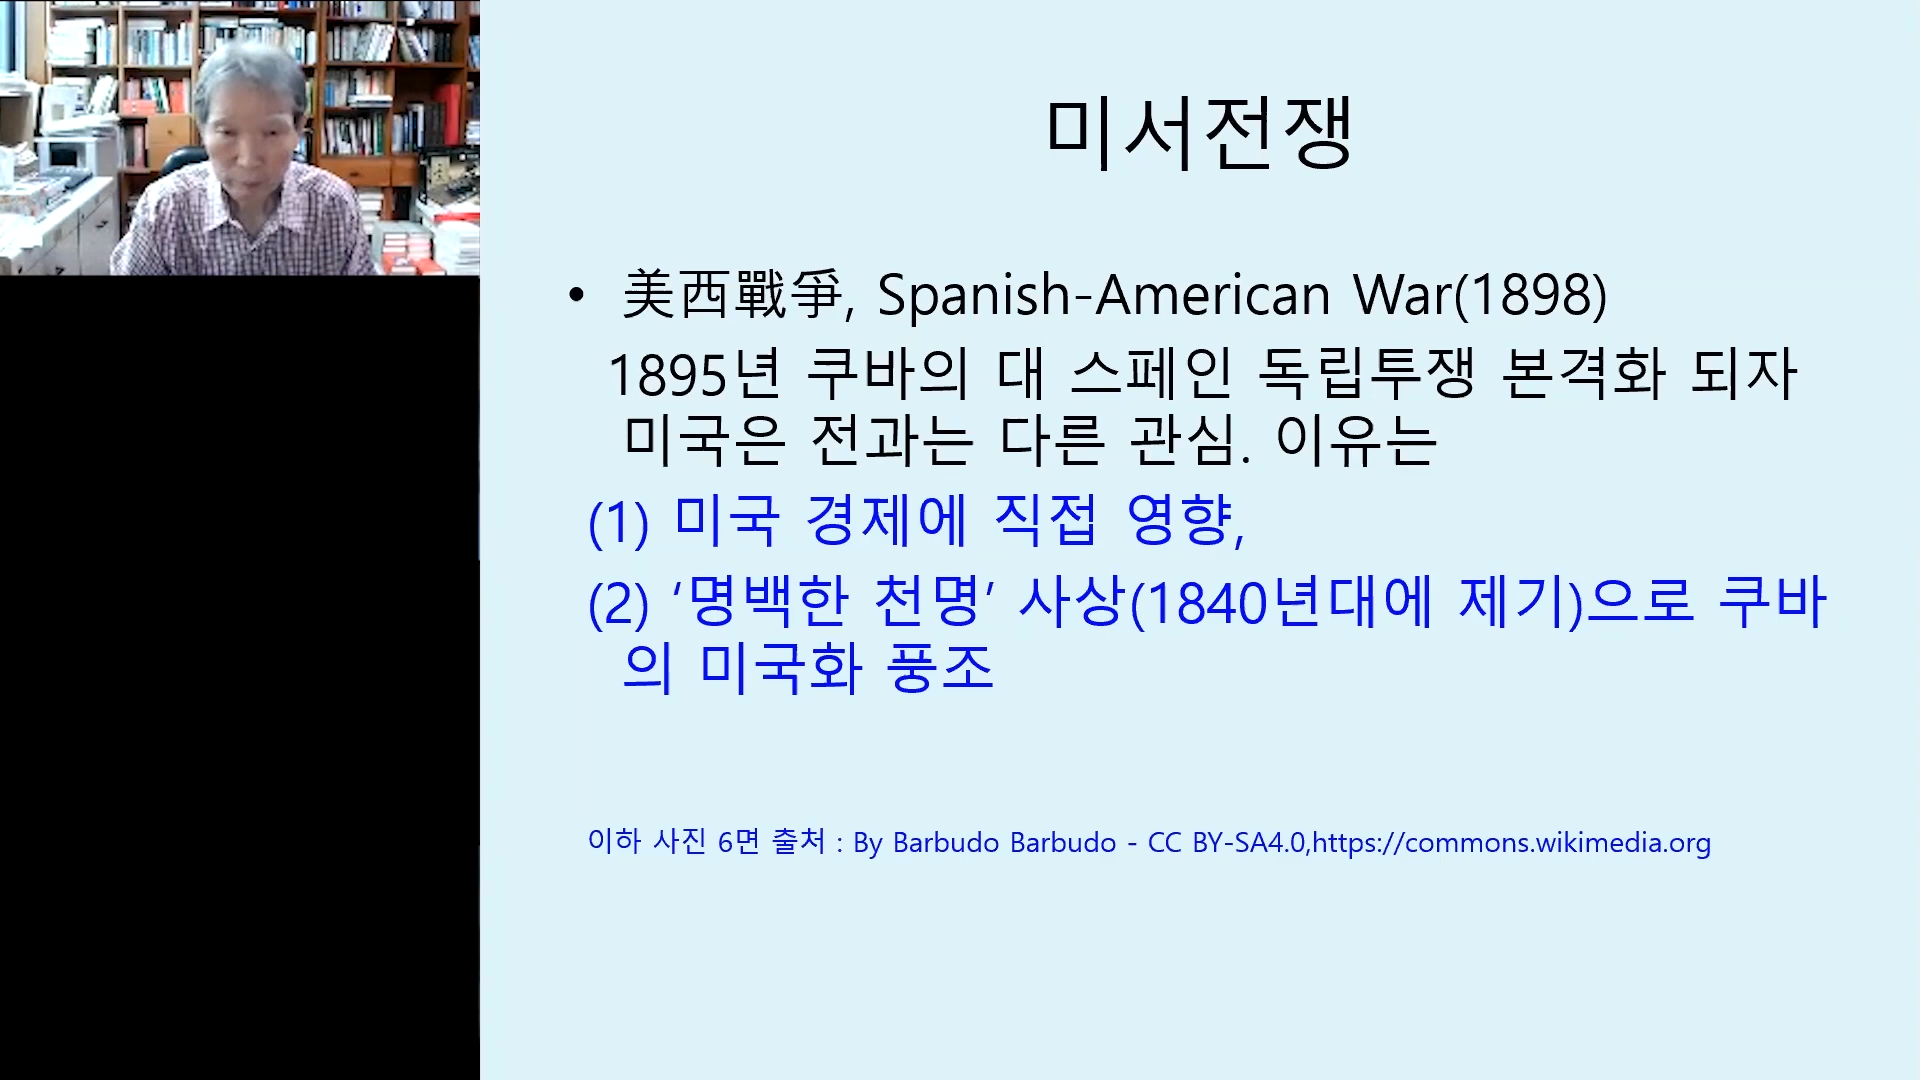 미서전쟁
• 美西戰爭, Spanish-American War(1898)
1895년 쿠바의 대 스페인 독립투쟁 본격화 되자
미국은 전과는 다른 관심. 이유는
(1) 미국 경제에 직접 영향,
(2) ‘명백한 천명’ 사상(1840년대에 제기)으로 쿠바
의 미국화 풍조
이하 사진 6면 출처 : By Barbudo Barbudo - CC BY-SA4.0,https://commons.wikimedia.org